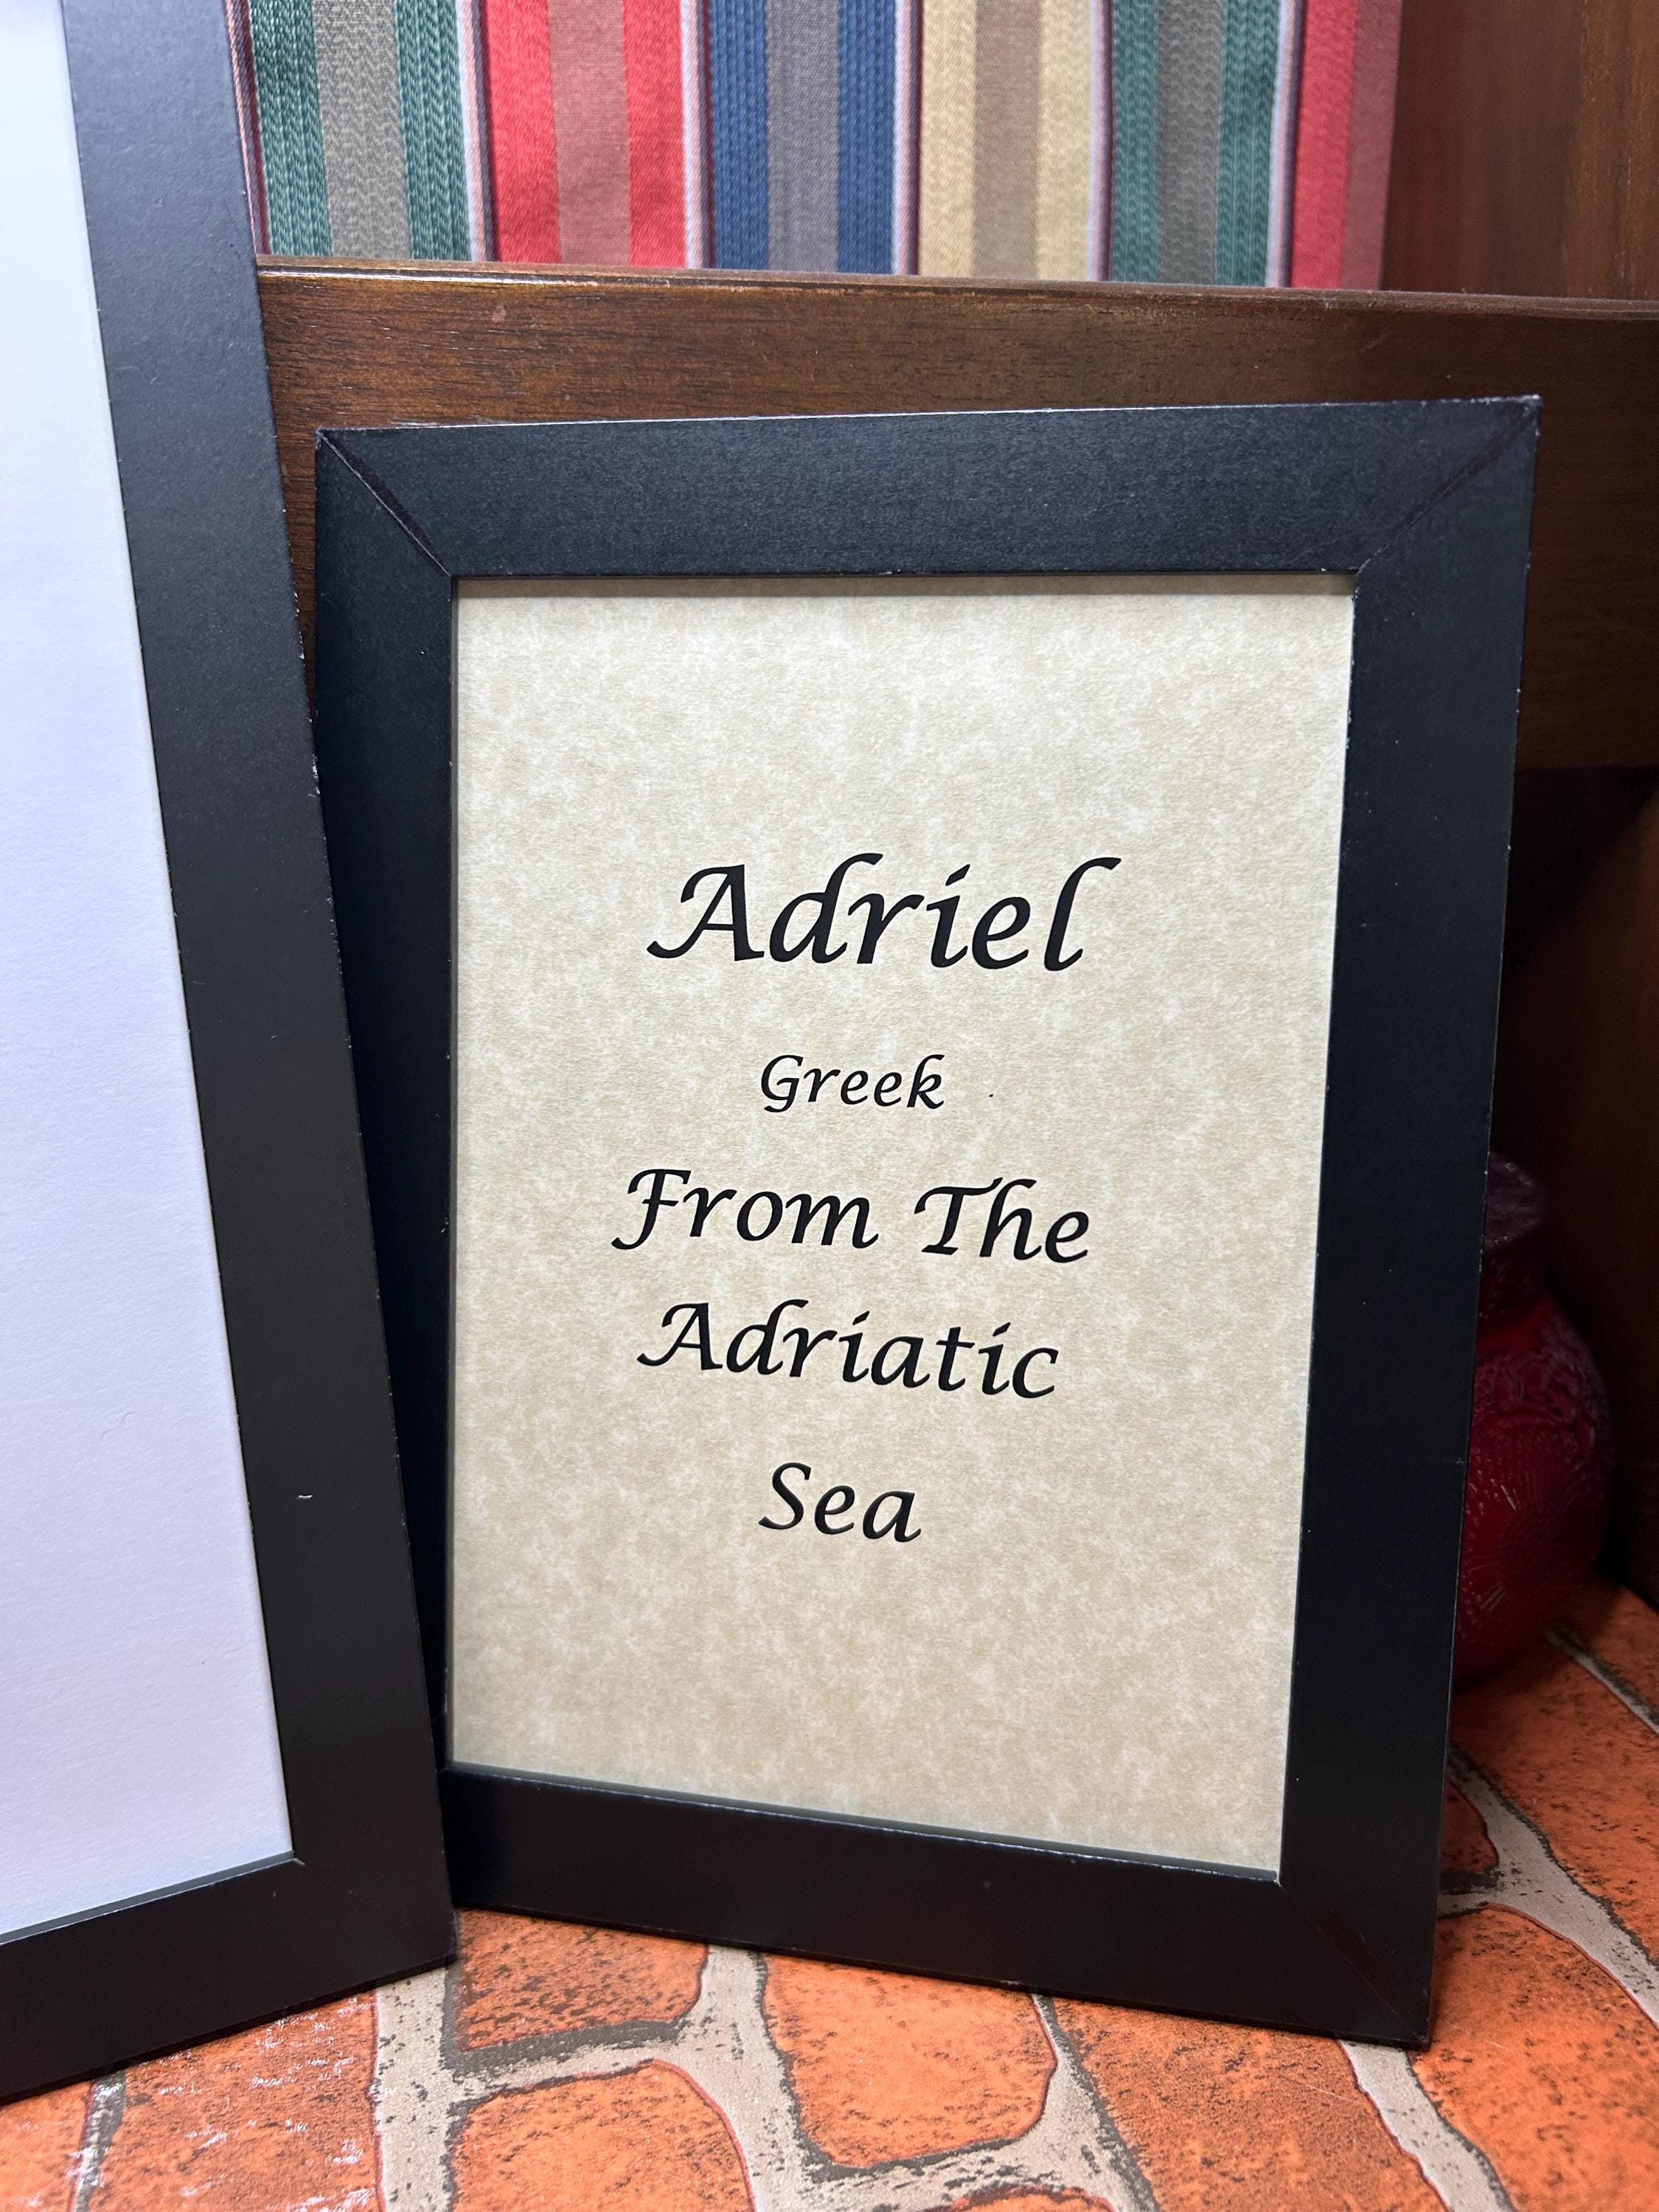 Adriel
Greek
From The
Adriatic
Sea